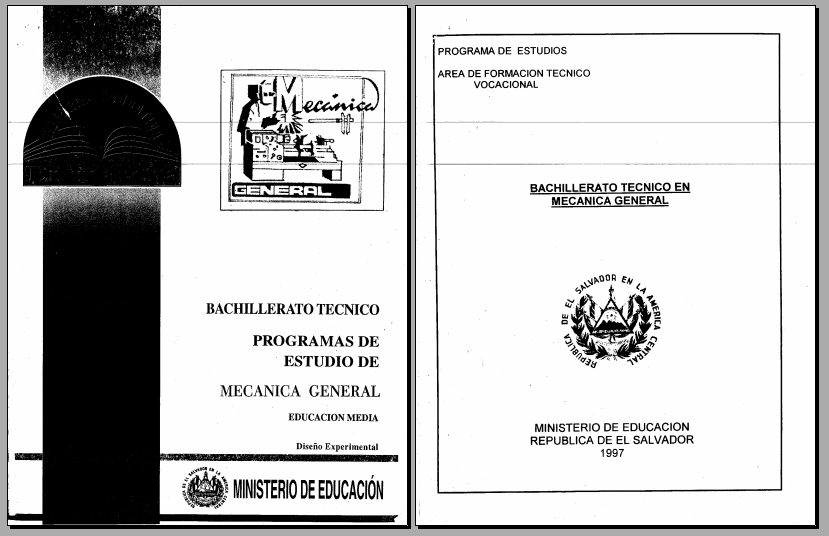 Mecánica
GENERAL
BACHILLERATO TECNICO
PROGRAMAS DE
ESTUDIO DE
MECANICA GENERAL
EDUCACION MEDIA
Diseño Experimental
MINISTERIO DE EDUCACIÓN
PROGRAMA DE ESTUDIOS
AREA DE FORMACION TECNICO
VOCACIONAL
BACHILLERATO TECNICO EN
MECANICA GENERAL
REPUBLICA DE EL SALVADOR EN LA AMERICA CENTRAL
MINISTERIO DE EDUCACION
REPUBLICA DE EL SALVADOR
1997